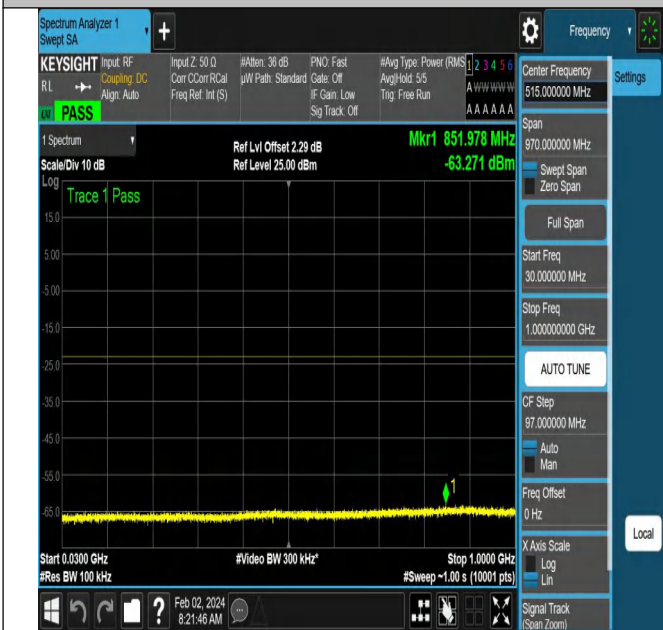 Spectrum Analyzer 1
Swept SA
+
Frequency
KEYSIGHT
RL
LXI
PASS
Input: RF
Coupling: DC
Align: Auto
Input Z: 50 Ω
Corr CCorr RCal
Freq Ref: Int (S)
#Atten: 36 dB
µW Path: Standard
PNO: Fast
Gate: Off
IF Gain: Low
Sig Track: Off
#Avg Type: Power (RMS
Avg|Hold: 5/5
Trig: Free Run
1 2 3 4 5 6
A W W W W W
A A A A A A
1 Spectrum
Scale/Div 10 dB
Log
Ref Lvl Offset 2.29 dB
Ref Level 25.00 dBm
Mkr1 851.978 MHz
-63.271 dBm
Trace 1 Pass
15.0
5.00
-5.00
-15.0
-25.0
-35.0
-45.0
-55.0
-65.0
1
Start 0.0300 GHz
#Res BW 100 kHz
#Video BW 300 kHz*
Stop 1.0000 GHz
#Sweep ~1.00 s (10001 pts)
?
Feb 02, 2024
8:21:46 AM
Center Frequency
515.000000 MHz
Span
970.000000 MHz
Swept Span
Zero Span
Full Span
Start Freq
30.000000 MHz
Stop Freq
1.000000000 GHz
AUTO TUNE
CF Step
97.000000 MHz
Auto
Man
Freq Offset
0 Hz
X Axis Scale
Log
Lin
Signal Track
(Span Zoom)
Settings
Local